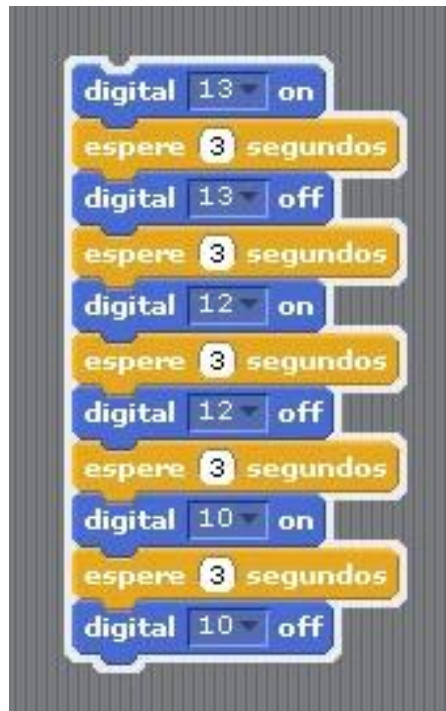 digital 13 on
espere 3 segundos
digital 13 off
espere 3 segundos
digital 12 on
espere 3 segundos
digital 12 off
espere 3 segundos
digital 10 on
espere 3 segundos
digital 10 off